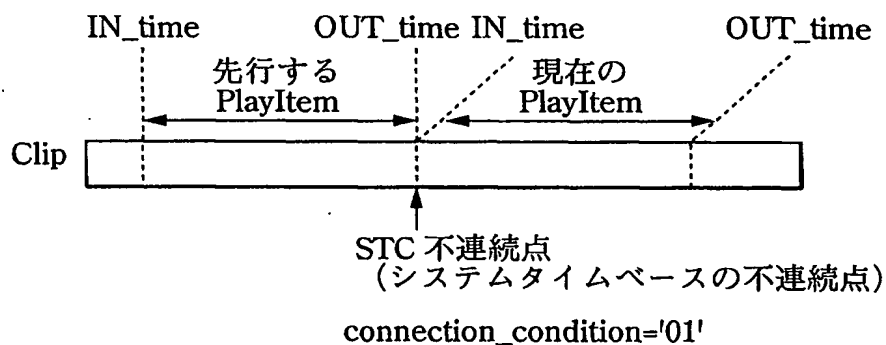 IN_time OUT_time IN_time OUT_time
先行する 現在の
PlayItem PlayItem
Clip
STC 不連続点
（システムタイムベースの不連続点）
connection_condition='01'